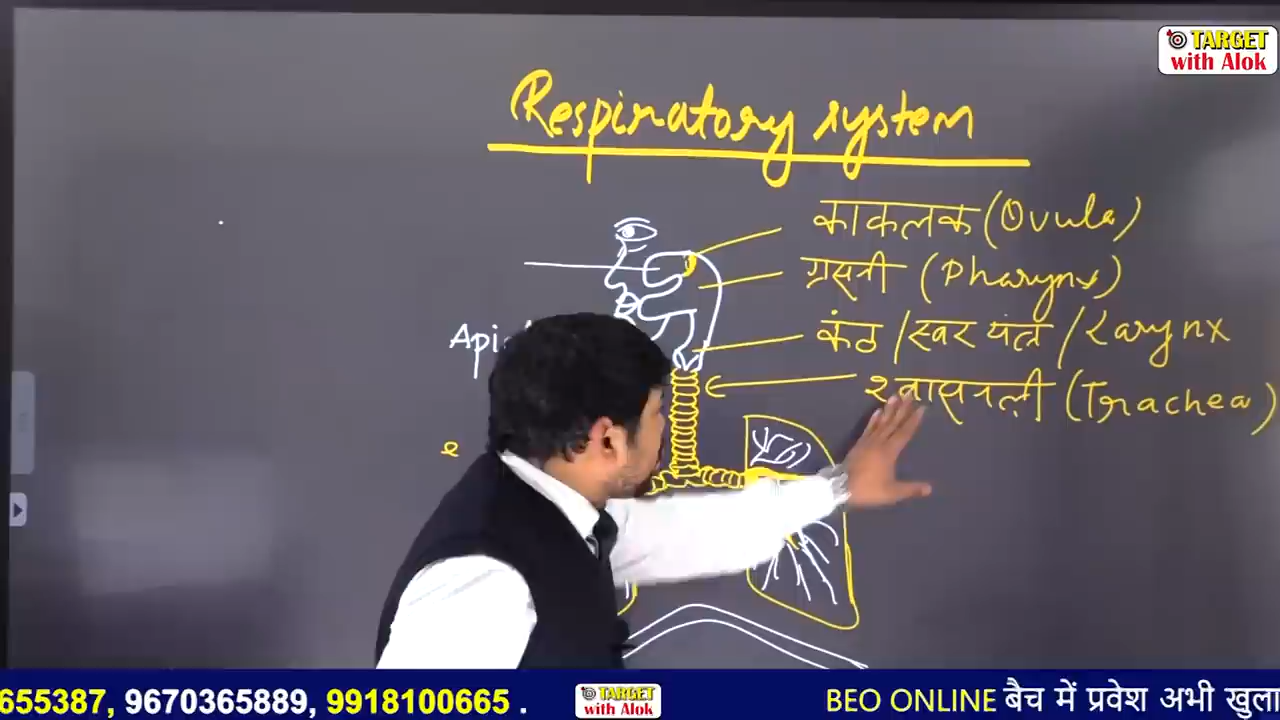 TARGET
with Alok
Respiratory system
काकलक (Ovula)
ग्रसनी (Pharynx)
कंठ / स्वर यंत्र / Larynx
श्वासनली (Trachea)
655387, 9670365889, 9918100665 .
TARGET
with Alok
BEO ONLINE बैच में प्रवेश अभी खुला